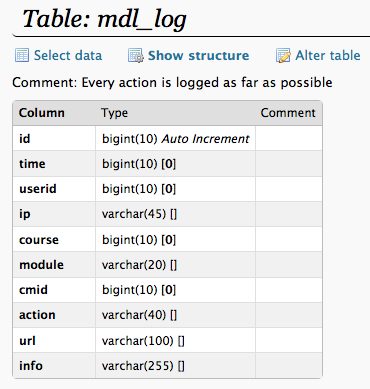 Table: mdl_log
Select data Show structure Alter table
Comment: Every action is logged as far as possible
Column Type Comment
id bigint(10) Auto Increment
time bigint(10) [0]
userid bigint(10) [0]
ip varchar(45) []
course bigint(10) [0]
module varchar(20) []
cmid bigint(10) [0]
action varchar(40) []
url varchar(100) []
info varchar(255) []